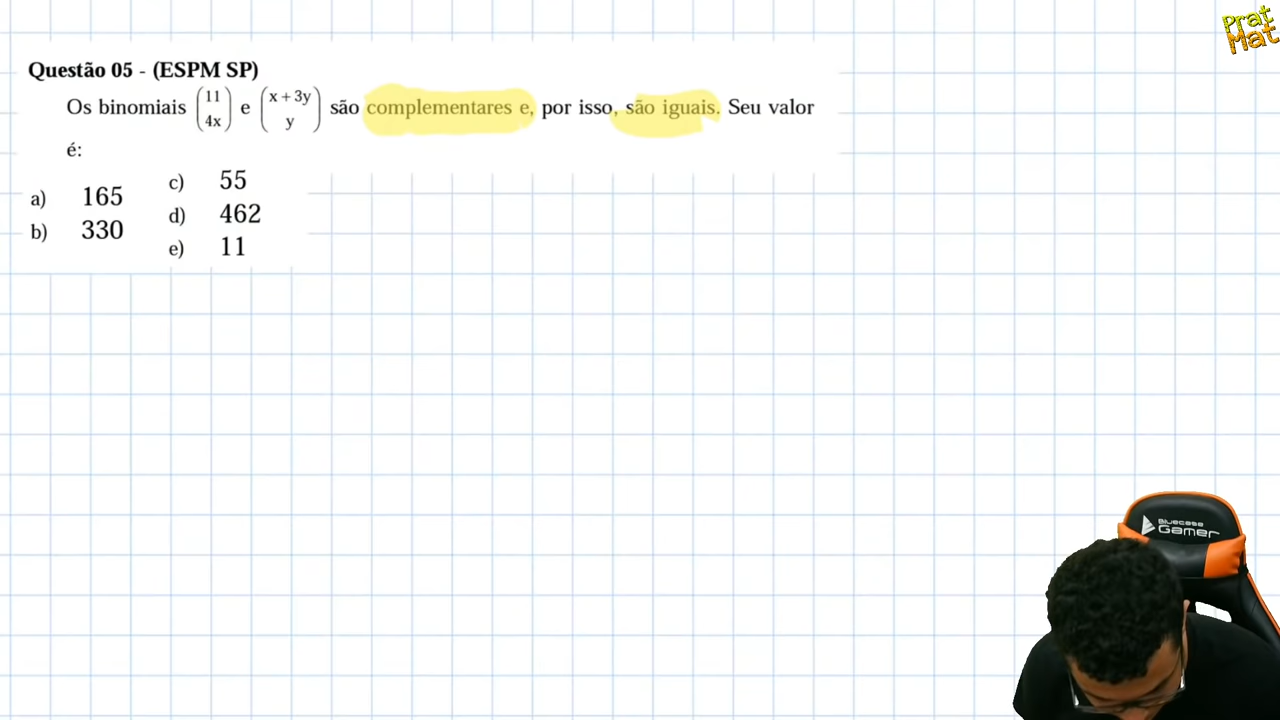 Prat
Mat
Questão 05 - (ESPM SP)
Os binomiais (11 4x) e (x + 3y y) são complementares e, por isso, são iguais. Seu valor
é:
a) 165
b) 330
c) 55
d) 462
e) 11
Bluecase
Gamer